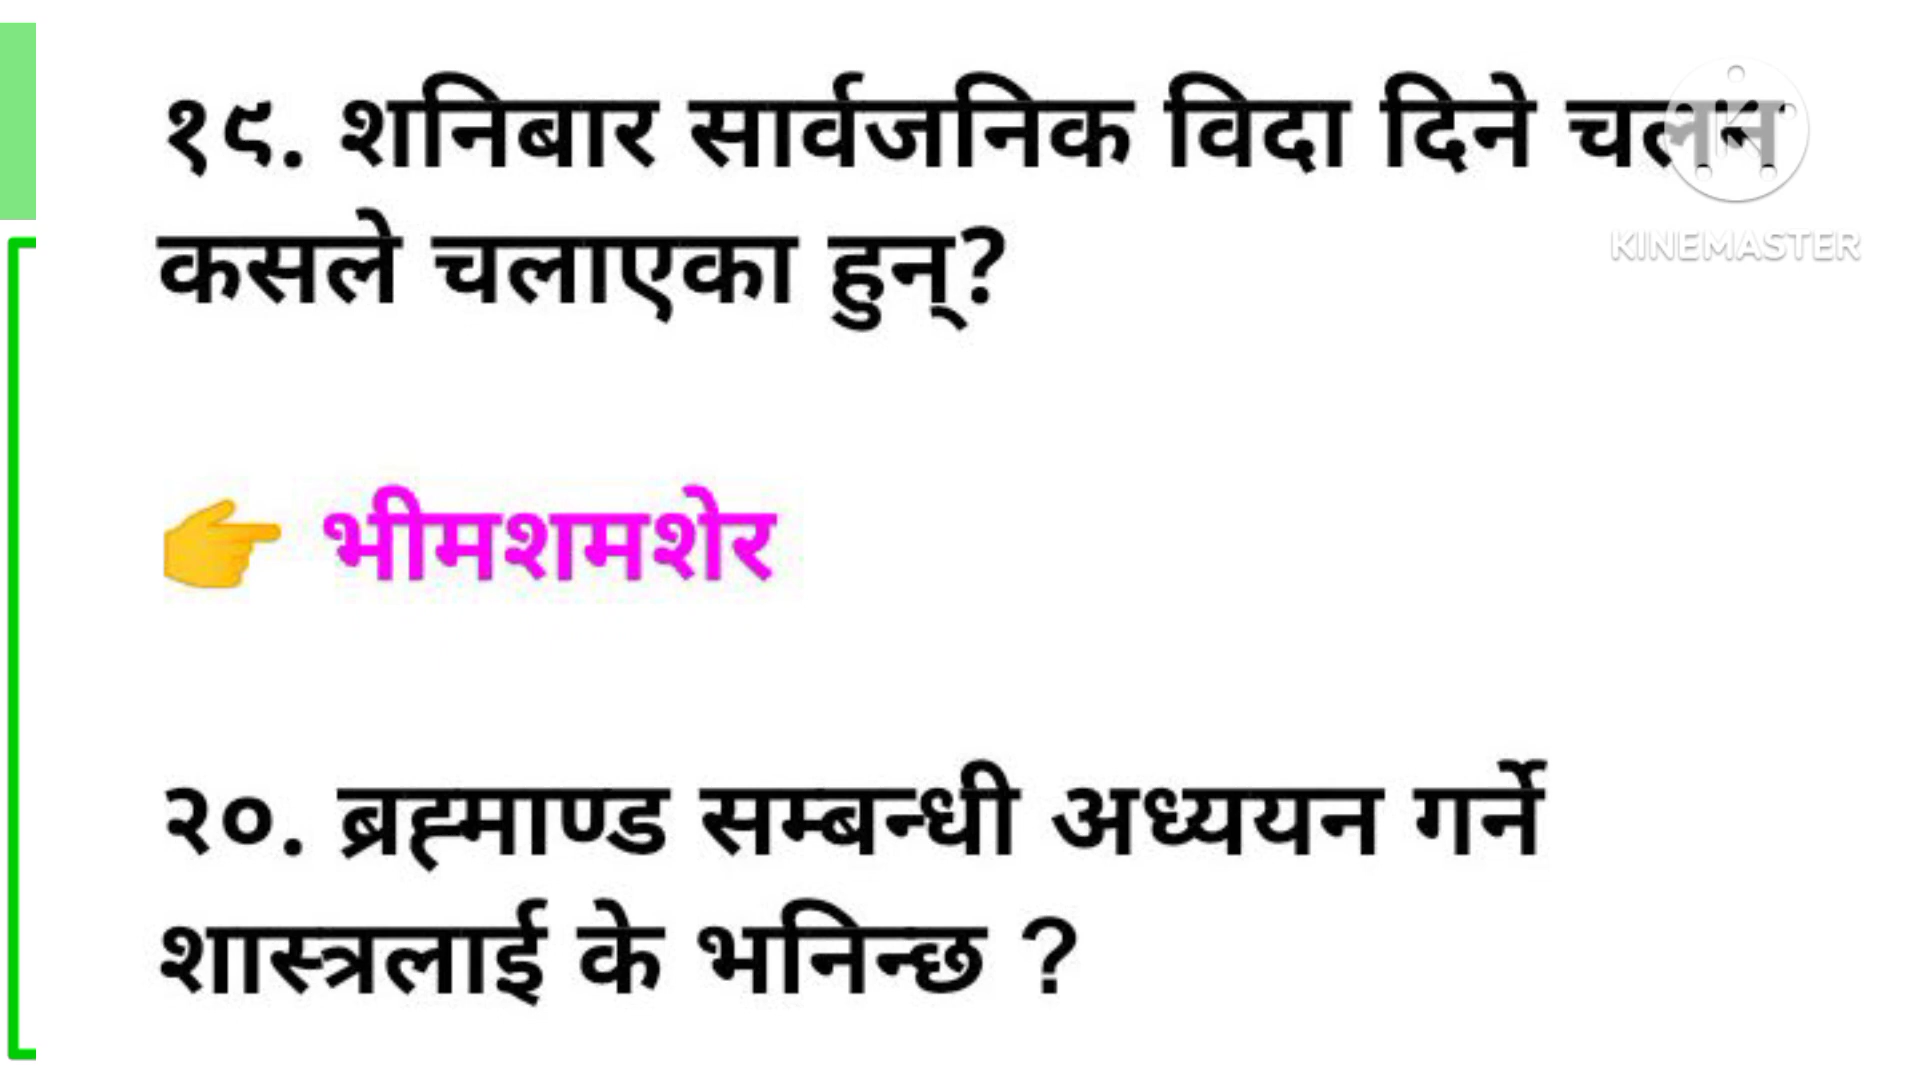 १९. शनिबार सार्वजनिक विदा दिने चलन
कसले चलाएका हुन्?
KINEMASTER
👉 भीमशमशेर
२०. ब्रह्माण्ड सम्बन्धी अध्ययन गर्ने
शास्त्रलाई के भनिन्छ ?